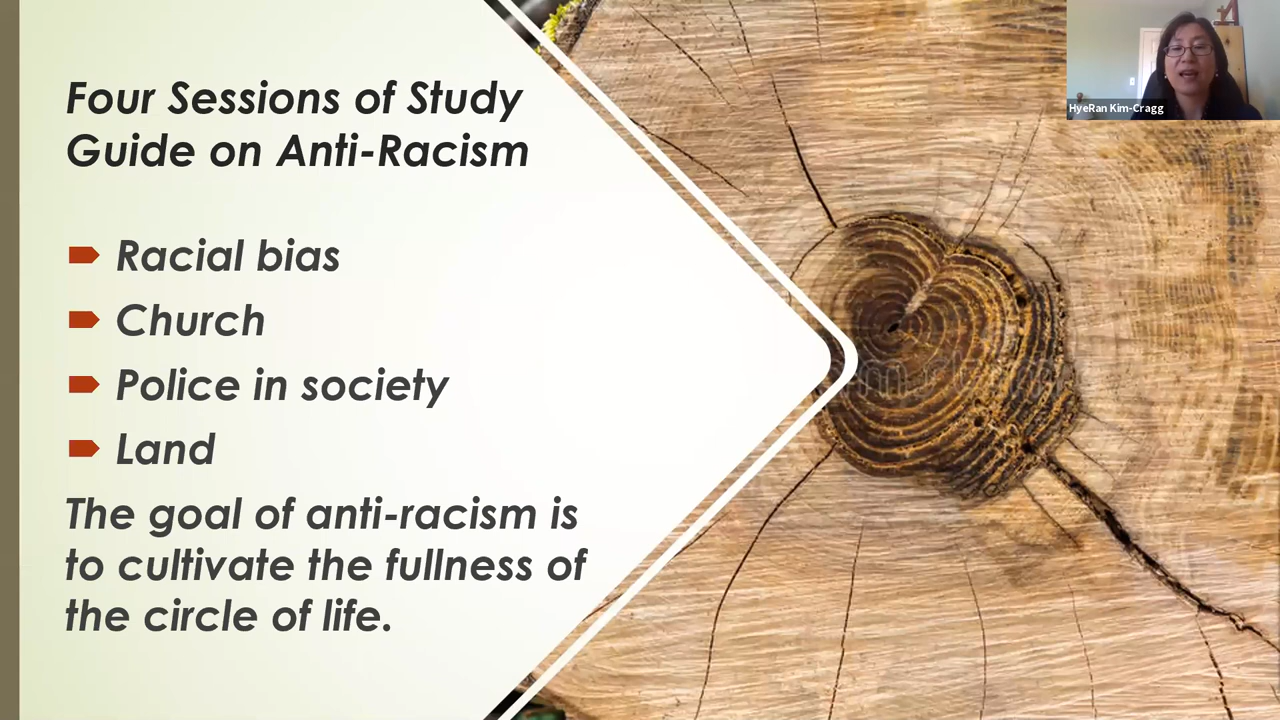 Four Sessions of Study
Guide on Anti-Racism
Racial bias
Church
Police in society
Land
The goal of anti-racism is
to cultivate the fullness of
the circle of life.
HyeRan Kim-Cragg